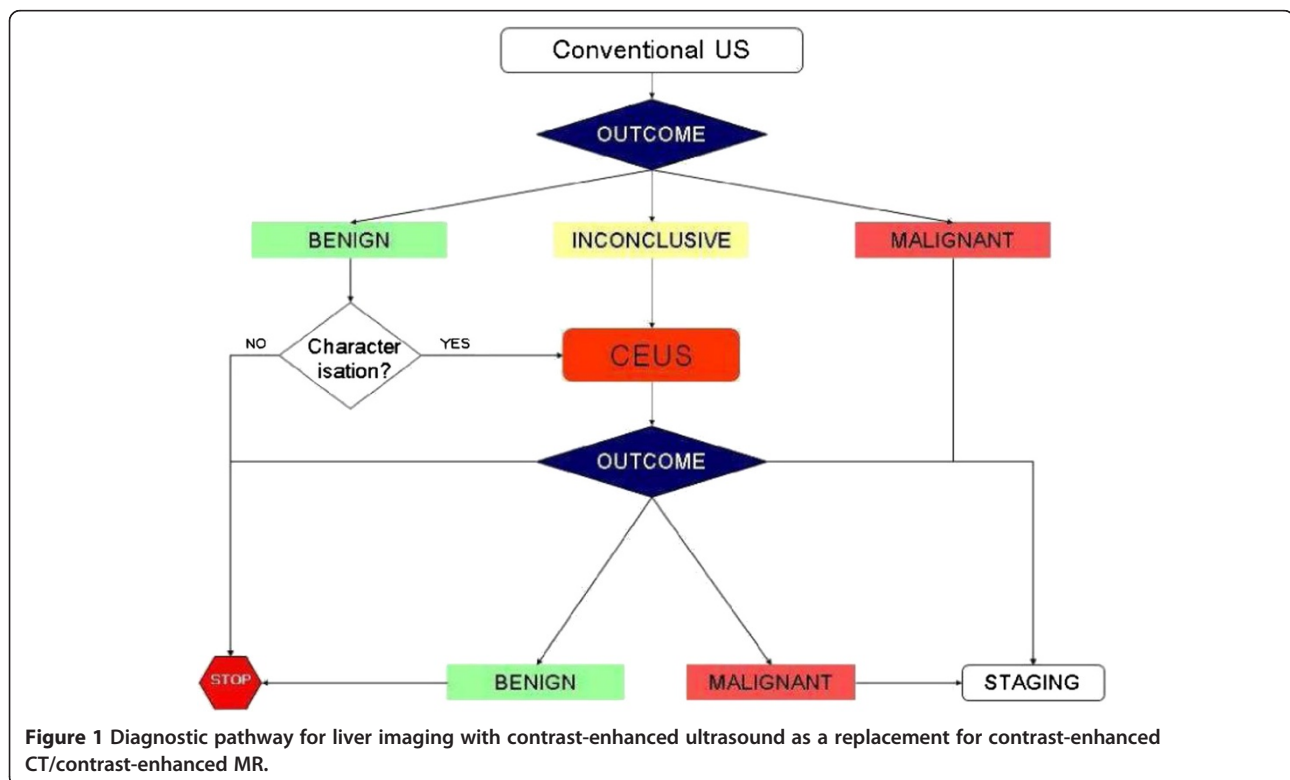 Conventional US
OUTCOME
BENIGN
INCONCLUSIVE
MALIGNANT
NO
Character
isation?
YES
CEUS
OUTCOME
STOP
BENIGN
MALIGNANT
STAGING
Figure 1 Diagnostic pathway for liver imaging with contrast-enhanced ultrasound as a replacement for contrast-enhanced
CT/contrast-enhanced MR.